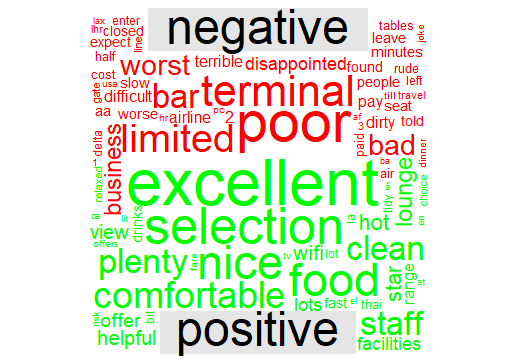 negative
lax enter tables
lhr closed line leave joke
expect minutes
half worst terrible disappointed found rude
cost usa slow people left
gate difficult bar terminal pay till travel
aa worse hr airline pc 2 seat
3 af dirty told
delta limited poor paid bad
1 business dinner
relaxed excellent air ba
lounge tidy choice
drinks selection la hot en
view lit
offers plenty nice tv wifi lot clean
fare food star range
comfortable lots fast el thai
risk offer bit staff
helpful positive facilities